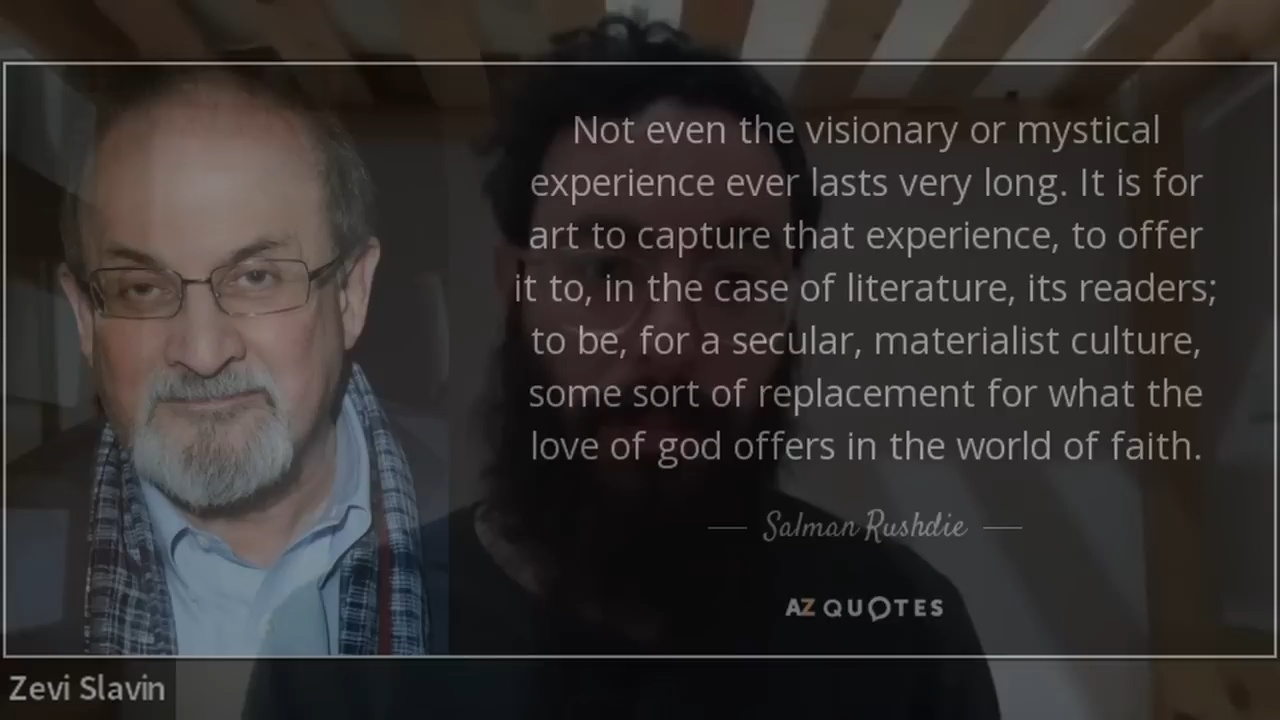 Not even the visionary or mystical
experience ever lasts very long. It is for
art to capture that experience, to offer
it to, in the case of literature, its readers;
to be, for a secular, materialist culture,
some sort of replacement for what the
love of god offers in the world of faith.
Salman Rushdie
AZ QUOTES
Zevi Slavin